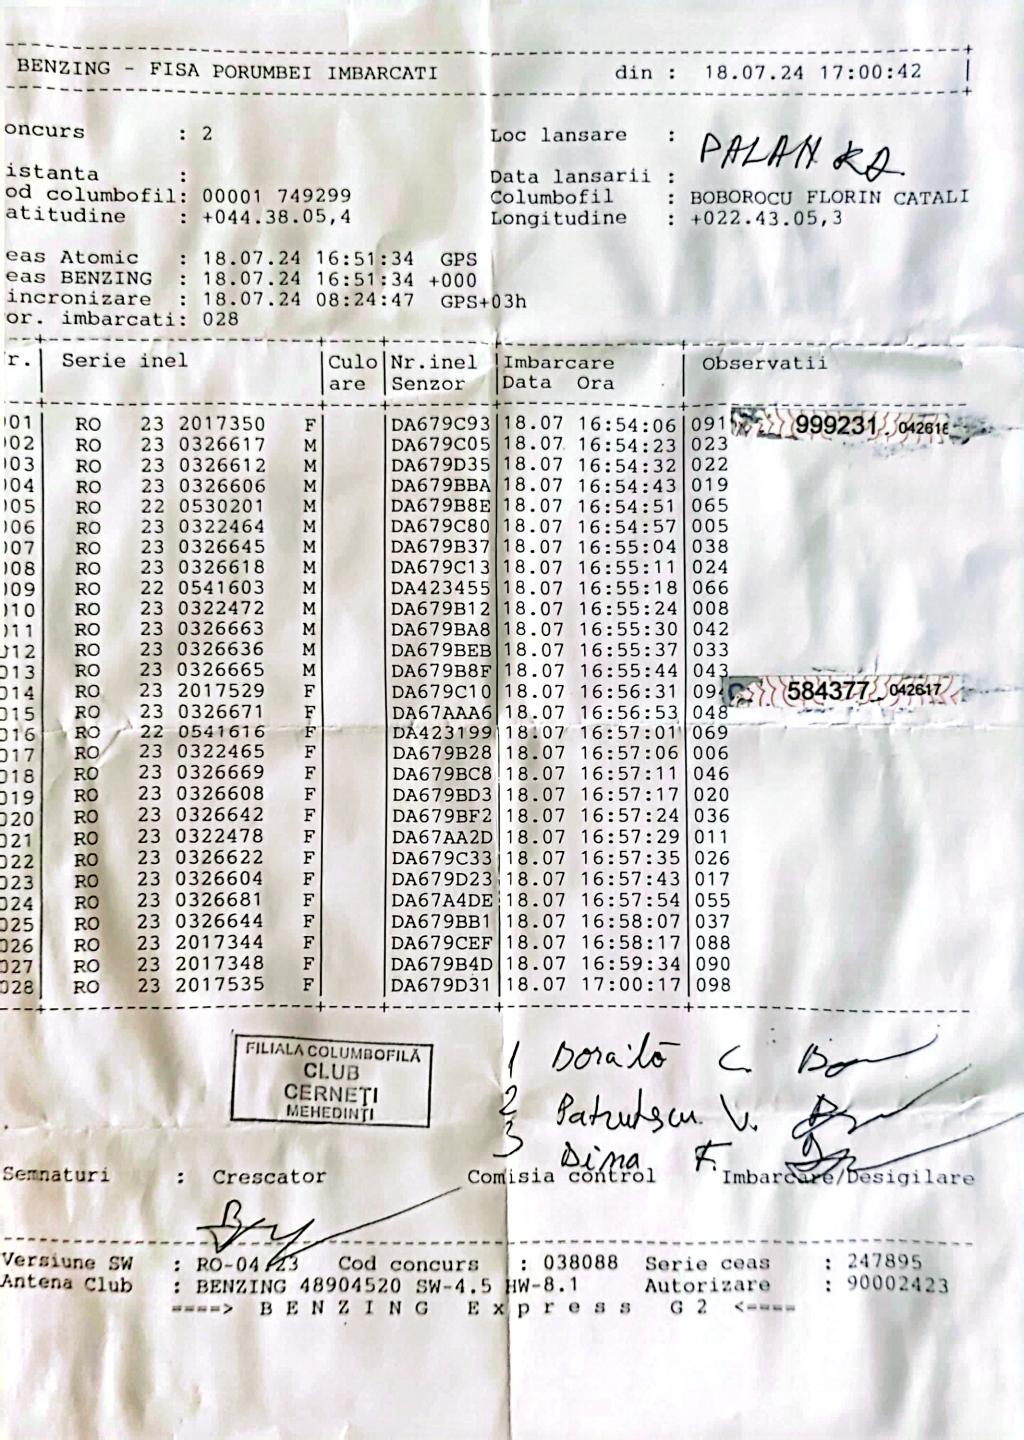 BENZING - FISA PORUMBEI IMBARCATI din : 18.07.24 17:00:42
oncurs : 2 Loc lansare : PALANKA
istanta : Data lansarii :
od columbofil: 00001 749299 Columbofil : BOBOROCU FLORIN CATALI
atitudine : +044.38.05,4 Longitudine : +022.43.05,3
eas Atomic : 18.07.24 16:51:34 GPS
eas BENZING : 18.07.24 16:51:34 +000
incronizare : 18.07.24 08:24:47 GPS+03h
or. imbarcati: 028
r. Serie inel Culo Nr.inel Imbarcare Observatii
are Senzor Data Ora
001 RO 23 2017350 F DA679C93 18.07 16:54:06 091 999231 042616
002 RO 23 0326617 M DA679C05 18.07 16:54:23 023
003 RO 23 0326612 M DA679D35 18.07 16:54:32 022
004 RO 23 0326606 M DA679BBA 18.07 16:54:43 019
005 RO 22 0530201 M DA679B8E 18.07 16:54:51 065
006 RO 23 0322464 M DA679C80 18.07 16:54:57 005
007 RO 23 0326645 M DA679B37 18.07 16:55:04 038
008 RO 23 0326618 M DA679C13 18.07 16:55:11 024
009 RO 22 0541603 M DA423455 18.07 16:55:18 066
010 RO 23 0322472 M DA679B12 18.07 16:55:24 008
011 RO 23 0326663 M DA679BA8 18.07 16:55:30 042
012 RO 23 0326636 M DA679BEB 18.07 16:55:37 033
013 RO 23 0326665 M DA679B8F 18.07 16:55:44 043
014 RO 23 2017529 F DA679C10 18.07 16:56:31 09 584377 042617
015 RO 23 0326671 F DA67AAA6 18.07 16:56:53 048
016 RO 22 0541616 F DA423199 18.07 16:57:01 069
017 RO 23 0322465 F DA679B28 18.07 16:57:06 006
018 RO 23 0326669 F DA679BC8 18.07 16:57:11 046
019 RO 23 0326608 F DA679BD3 18.07 16:57:17 020
020 RO 23 0326642 F DA679BF2 18.07 16:57:24 036
021 RO 23 0322478 F DA67AA2D 18.07 16:57:29 011
022 RO 23 0326622 F DA679C33 18.07 16:57:35 026
023 RO 23 0326604 F DA679D23 18.07 16:57:43 017
024 RO 23 0326681 F DA67A4DE 18.07 16:57:54 055
025 RO 23 0326644 F DA679BB1 18.07 16:58:07 037
026 RO 23 2017344 F DA679CEF 18.07 16:58:17 088
027 RO 23 2017348 F DA679B4D 18.07 16:59:34 090
028 RO 23 2017535 F DA679D31 18.07 17:00:17 098
FILIALA COLUMBOFILĂ
CLUB
CERNEȚI
MEHEDINȚI
1 C.
2 Patrutescu V.
3 Dima F.
Semnaturi : Crescator Comisia control Imbarcare/Desigilare
Versiune SW : RO-04/23 Cod concurs : 038088 Serie ceas : 247895
Antena Club : BENZING 48904520 SW-4.5 HW-8.1 Autorizare : 90002423
====> B E N Z I N G E x p r e s s G 2 <====